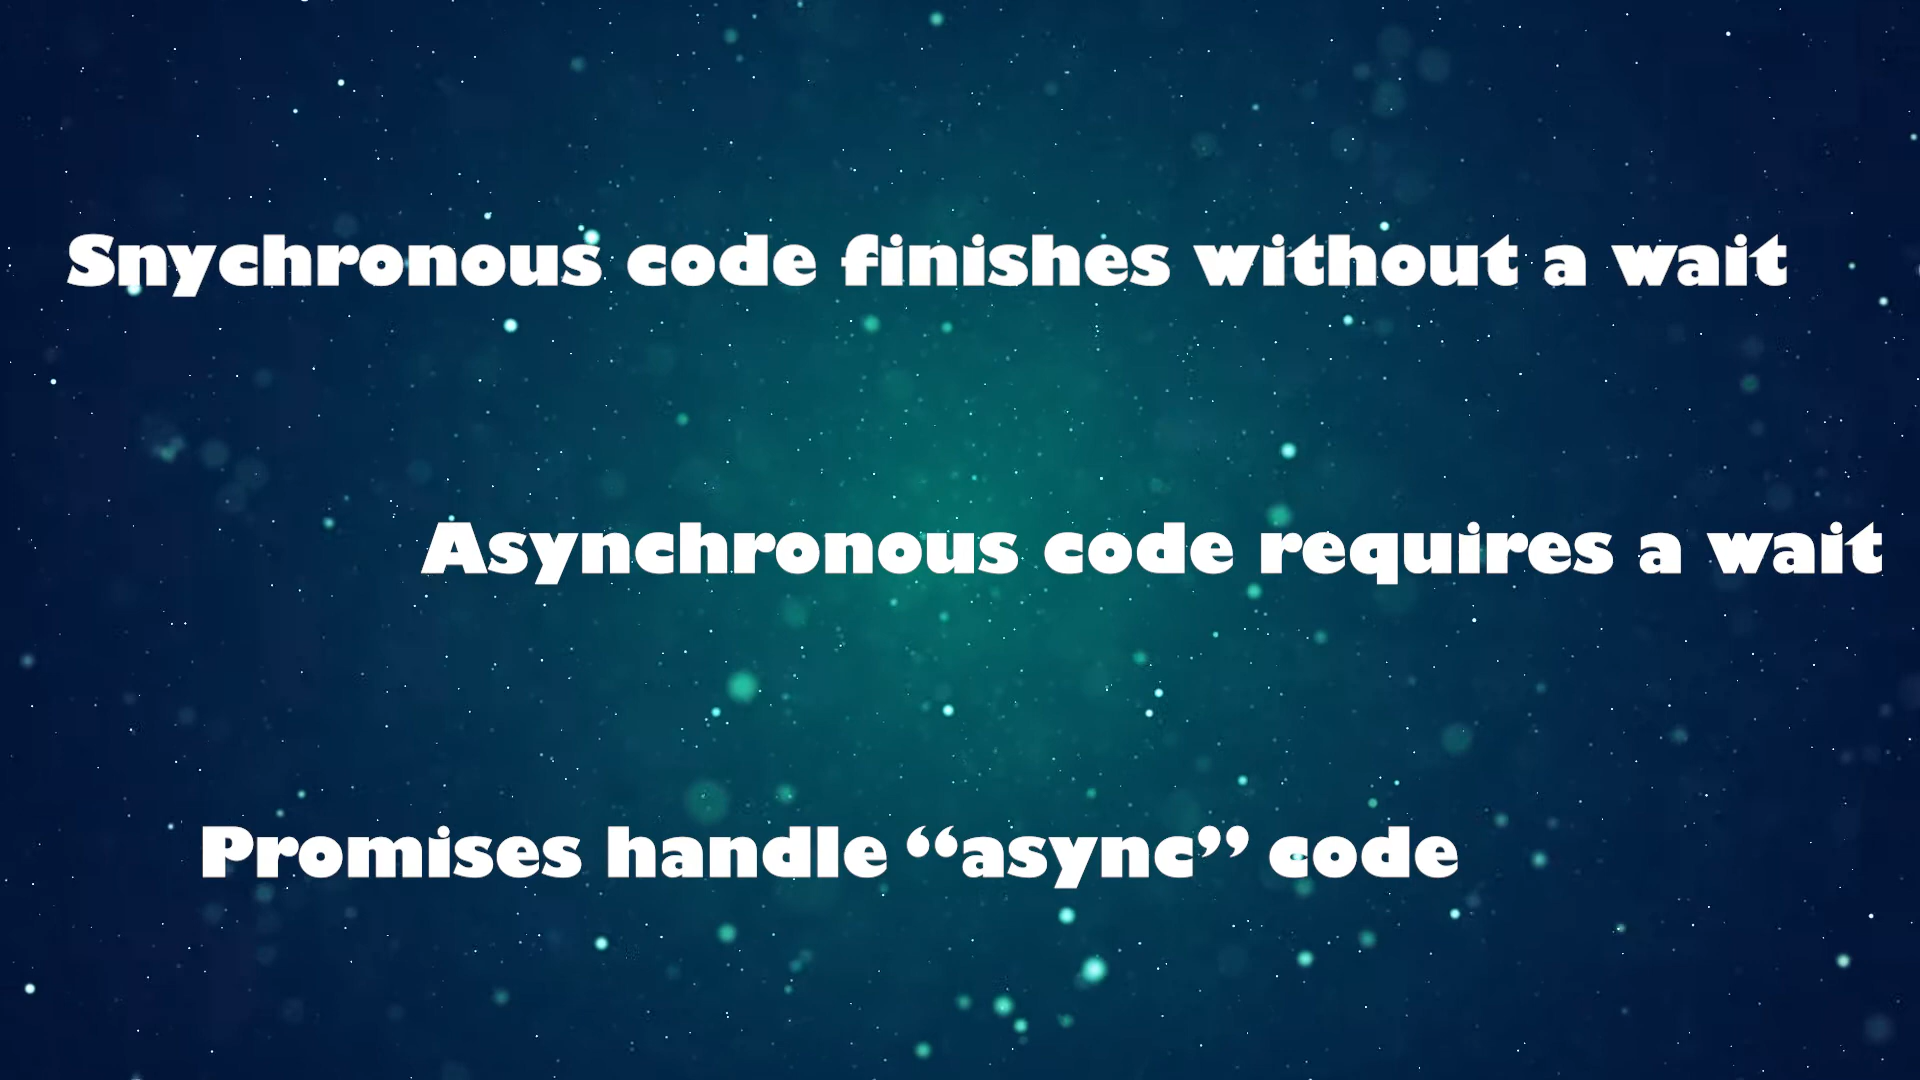 Snychronous code finishes without a wait
Asynchronous code requires a wait
Promises handle “async” code